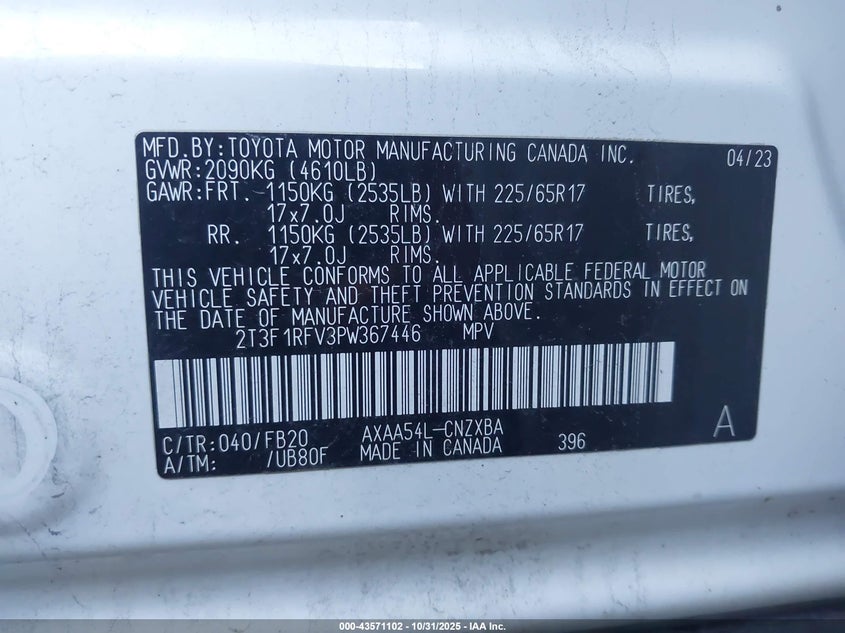 MFD.BY:TOYOTA MOTOR MANUFACTURING CANADA INC. 04/23
GVWR:2090KG (4610LB)
GAWR:FRT. 1150KG (2535LB) WITH 225/65R17 TIRES,
17x7.0J RIMS.
RR. 1150KG (2535LB) WITH 225/65R17 TIRES,
17x7.0J RIMS.
THIS VEHICLE CONFORMS TO ALL APPLICABLE FEDERAL MOTOR
VEHICLE SAFETY AND THEFT PREVENTION STANDARDS IN EFFECT ON
THE DATE OF MANUFACTURE SHOWN ABOVE.
2T3F1RFV3PW367446 MPV
C/TR:040/FB20 AXAA54L-CNZXBA A
A/TM: /UB80F MADE IN CANADA 396
000-43571102 - 10/31/2025 - IAA Inc.